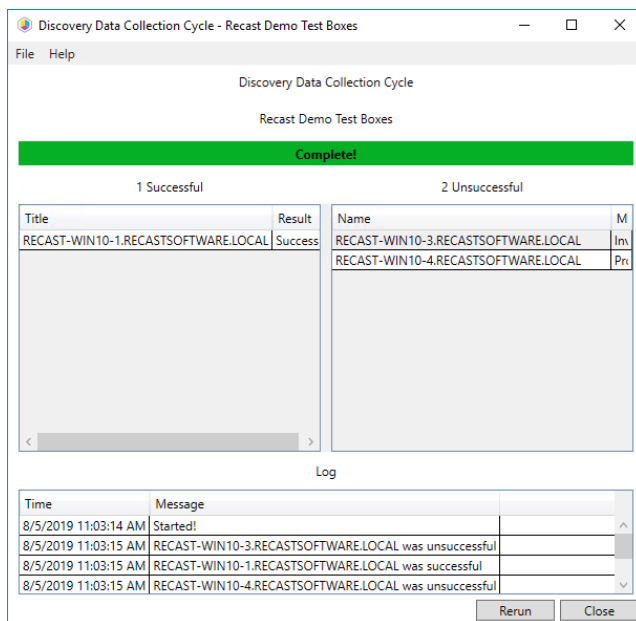 Discovery Data Collection Cycle - Recast Demo Test Boxes
File Help
Discovery Data Collection Cycle
Recast Demo Test Boxes
Complete!
1 Successful 2 Unsuccessful
Title Result Name M
RECAST-WIN10-1.RECASTSOFTWARE.LOCAL Success RECAST-WIN10-3.RECASTSOFTWARE.LOCAL
RECAST-WIN10-4.RECASTSOFTWARE.LOCAL
Log
Time Message
8/5/2019 11:03:14 AM Started!
8/5/2019 11:03:15 AM RECAST-WIN10-3.RECASTSOFTWARE.LOCAL was unsuccessful
8/5/2019 11:03:15 AM RECAST-WIN10-1.RECASTSOFTWARE.LOCAL was successful
8/5/2019 11:03:15 AM RECAST-WIN10-4.RECASTSOFTWARE.LOCAL was unsuccessful
Rerun Close